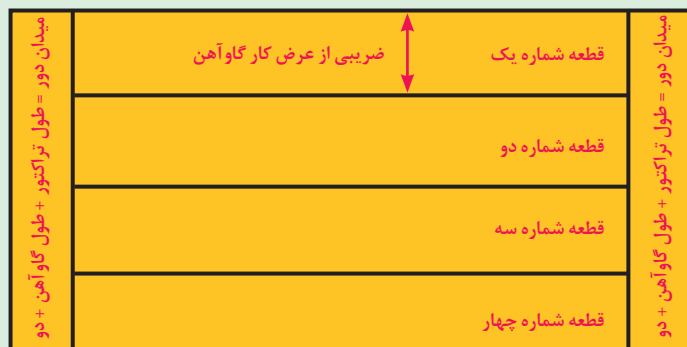 میدان دور = طول تراکتور + طول گاوآهن + دو
قطعه شماره یک
ضریبی از عرض کار گاوآهن
قطعه شماره دو
قطعه شماره سه
قطعه شماره چهار
میدان دور = طول تراکتور + طول گاوآهن + دو